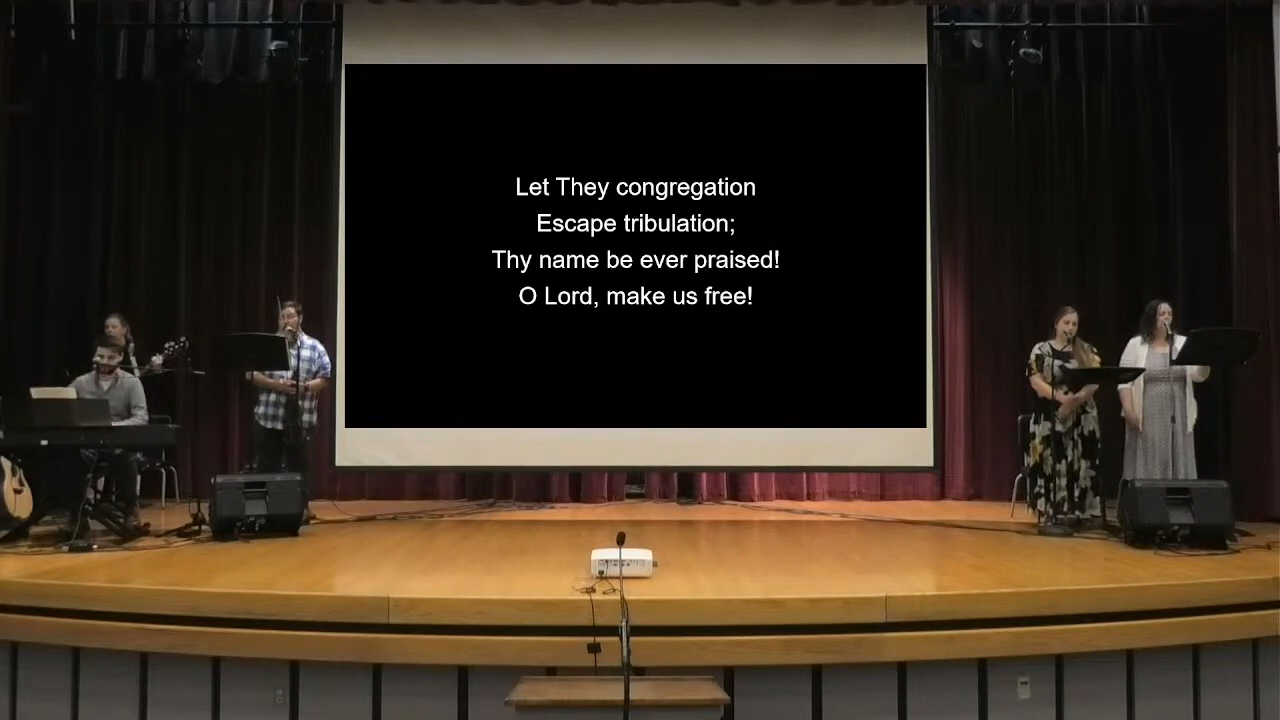 Let They congregation
Escape tribulation;
Thy name be ever praised!
O Lord, make us free!